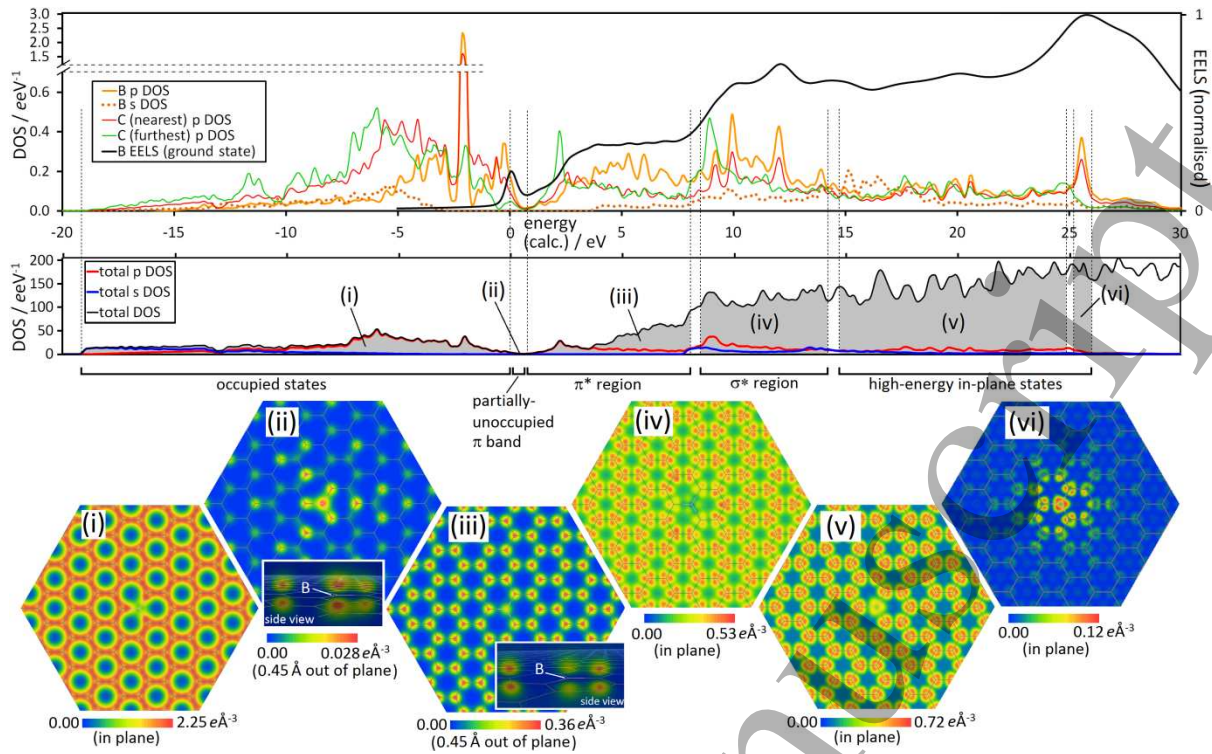 3.0
2.5
2.0
1.5
0.6
0.4
0.2
0.0
DOS / eeV⁻¹
B p DOS
B s DOS
C (nearest) p DOS
C (furthest) p DOS
B EELS (ground state)
1
0
EELS (normalised)
-20 -15 -10 -5 0 5 10 15 20 25 30
energy
(calc.) / eV
200
150
100
50
0
DOS / eeV⁻¹
total p DOS
total s DOS
total DOS
(i)
(ii)
(iii)
(iv)
(v)
(vi)
occupied states
partially-
unoccupied
π band
π* region
σ* region
high-energy in-plane states
(i)
0.00 2.25 eÅ⁻³
(in plane)
(ii)
B
side view
0.00 0.028 eÅ⁻³
(0.45 Å out of plane)
(iii)
B
side view
0.00 0.36 eÅ⁻³
(0.45 Å out of plane)
(iv)
0.00 0.53 eÅ⁻³
(in plane)
(v)
0.00 0.72 eÅ⁻³
(in plane)
(vi)
0.00 0.12 eÅ⁻³
(in plane)